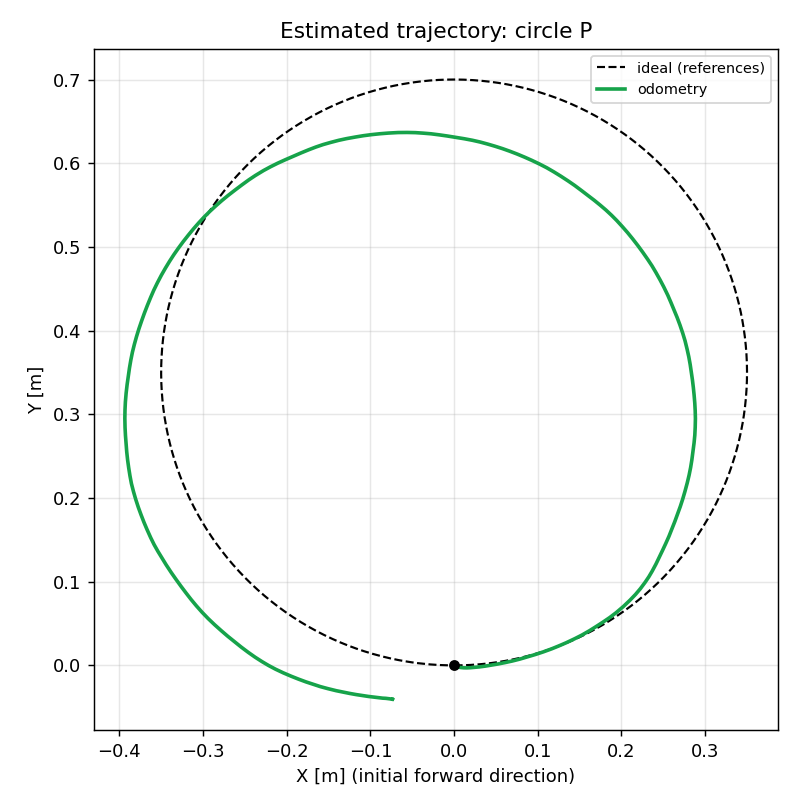 Estimated trajectory: circle P
ideal (references)
odometry
0.7
0.6
0.5
0.4
0.3
0.2
0.1
0.0
Y [m]
−0.4 −0.3 −0.2 −0.1 0.0 0.1 0.2 0.3
X [m] (initial forward direction)